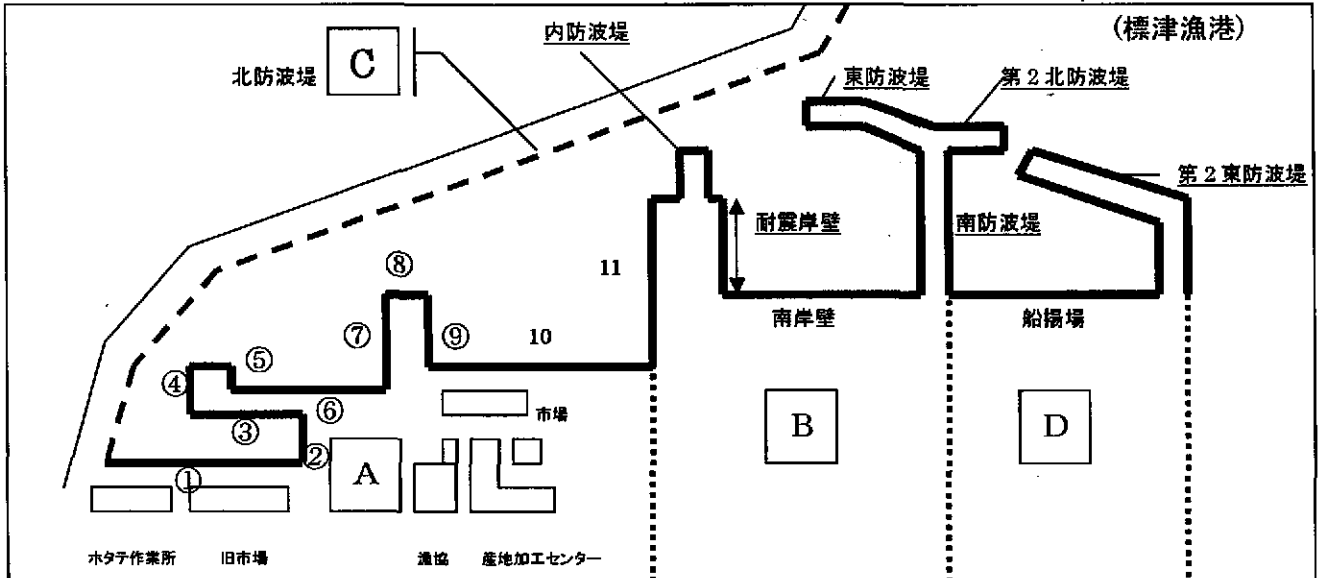 (標津漁港)
内防波堤
C
北防波堤
東防波堤
第2北防波堤
第2東防波堤
耐震岸壁
南防波堤
⑧
11
南岸壁
船揚場
⑦
⑨
10
⑤
④
⑥
市場
③
B
D
②
A
①
ホタテ作業所
旧市場
漁協
産地加工センター